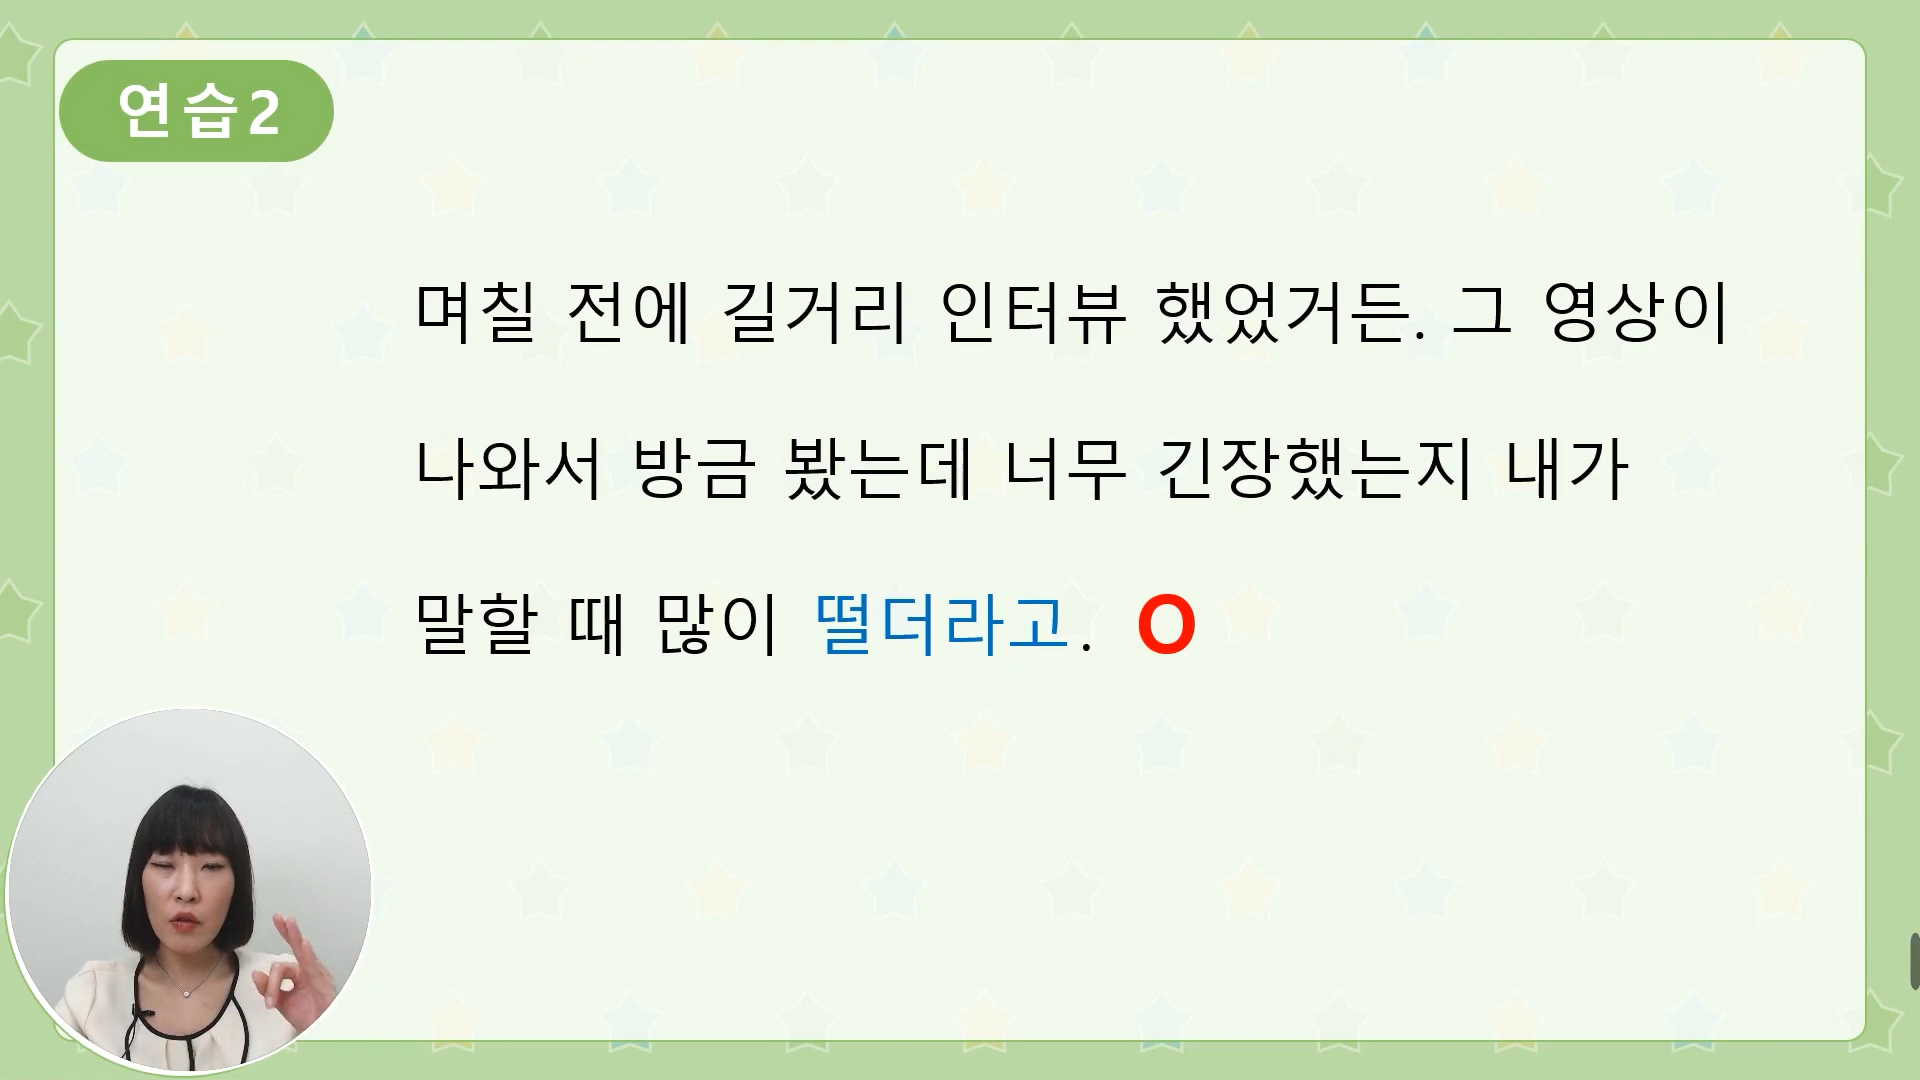 연습2
며칠 전에 길거리 인터뷰 했었거든. 그 영상이
나와서 방금 봤는데 너무 긴장했는지 내가
말할 때 많이 떨더라고. O